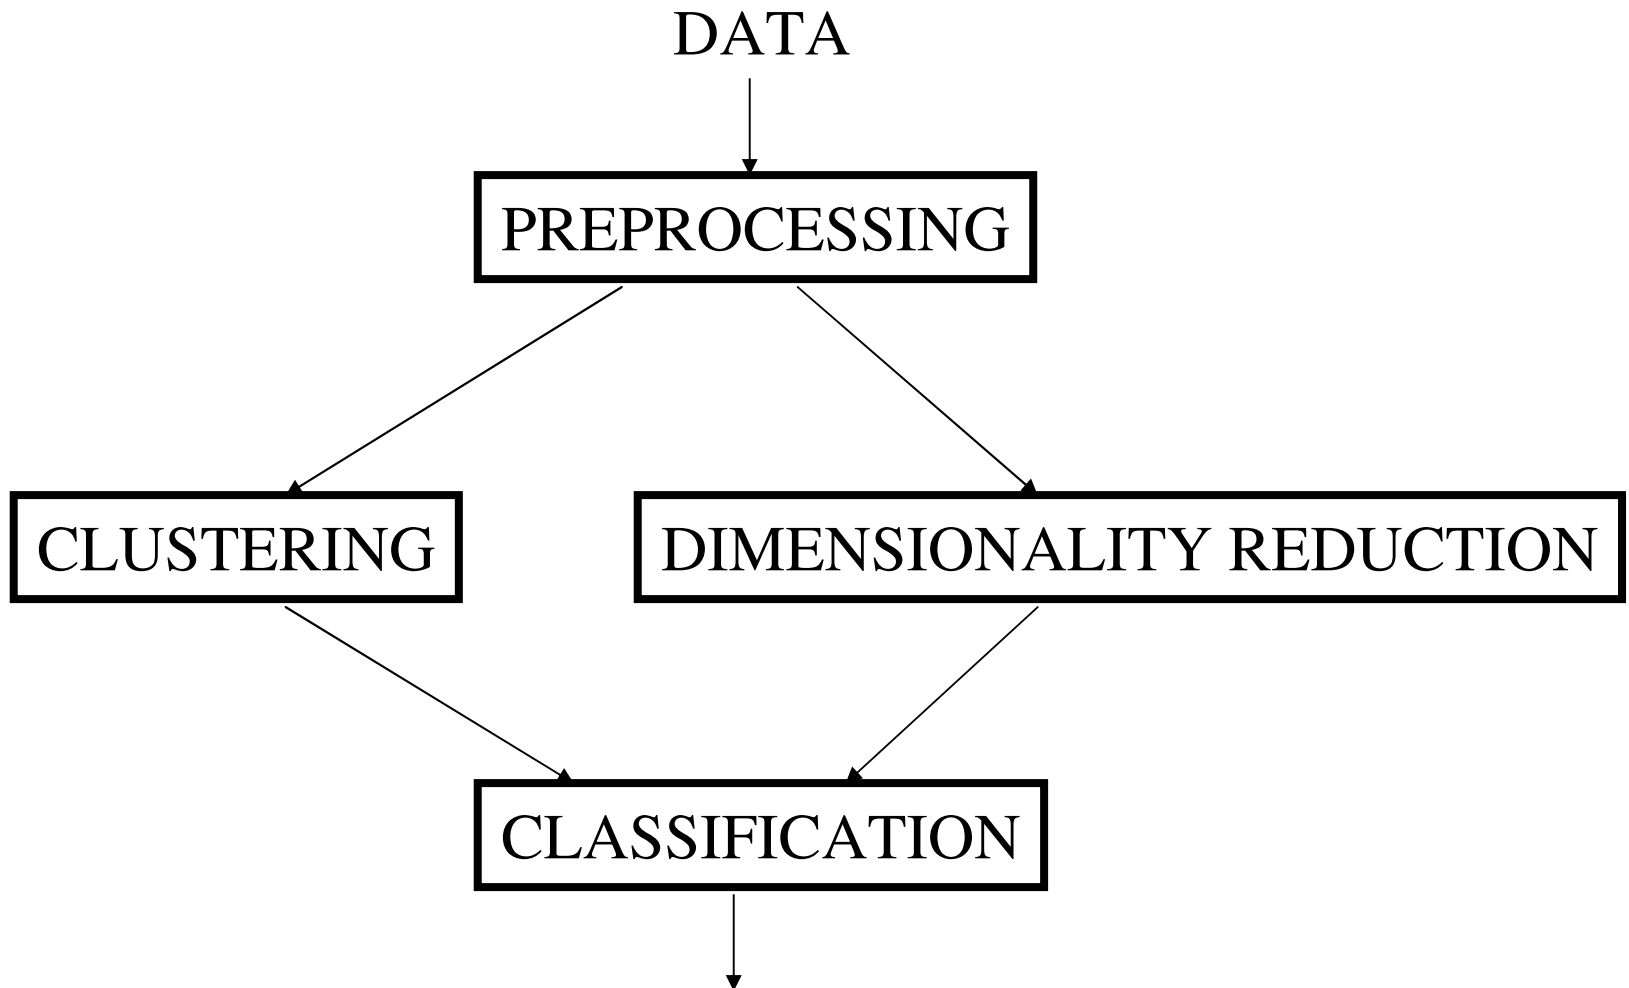 DATA
PREPROCESSING
CLUSTERING
DIMENSIONALITY REDUCTION
CLASSIFICATION